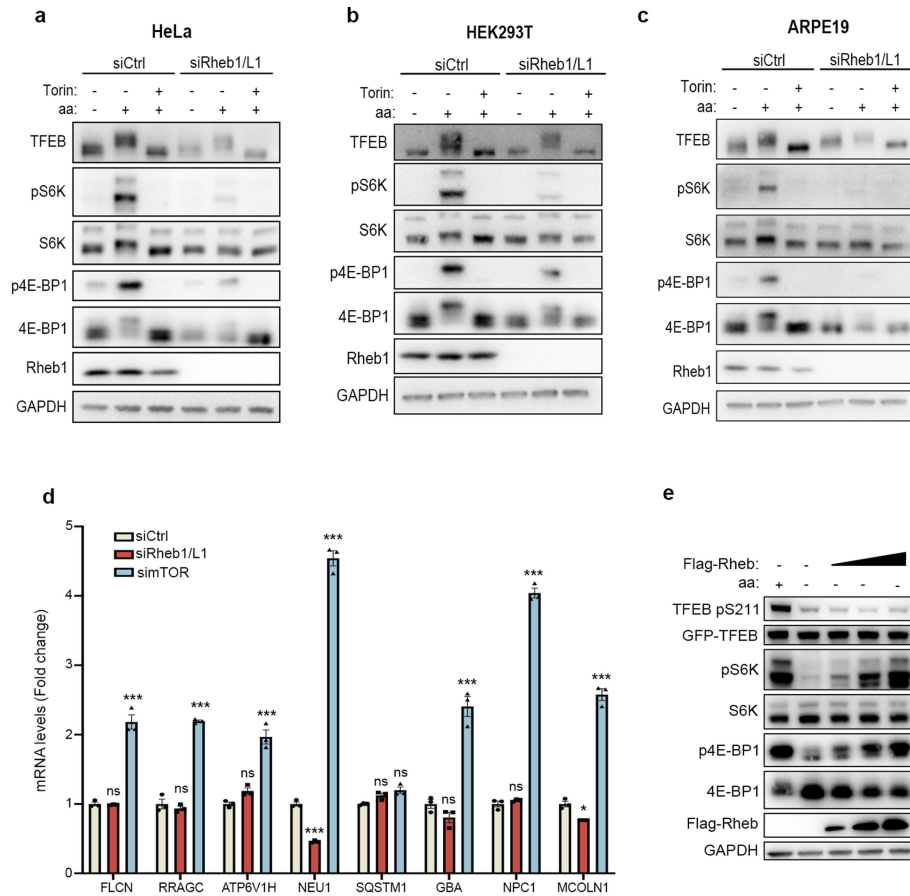 a
HeLa
siCtrl siRheb1/L1
Torin: - - + - - +
aa: - + + - + +
TFEB
pS6K
S6K
p4E-BP1
4E-BP1
Rheb1
GAPDH
b
HEK293T
siCtrl siRheb1/L1
Torin: - - + - - +
aa: - + + - + +
TFEB
pS6K
S6K
p4E-BP1
4E-BP1
Rheb1
GAPDH
c
ARPE19
siCtrl siRheb1/L1
Torin: - - + - - +
aa: - + + - + +
TFEB
pS6K
S6K
p4E-BP1
4E-BP1
Rheb1
GAPDH
d
siCtrl
siRheb1/L1
simTOR
mRNA levels (Fold change)
5
4
3
2
1
0
ns ***
ns ***
ns ***
*** ***
ns ns
ns ***
ns ***
* ***
FLCN RRAGC ATP6V1H NEU1 SQSTM1 GBA NPC1 MCOLN1
e
Flag-Rheb: - -
aa: + - - - -
TFEB pS211
GFP-TFEB
pS6K
S6K
p4E-BP1
4E-BP1
Flag-Rheb
GAPDH